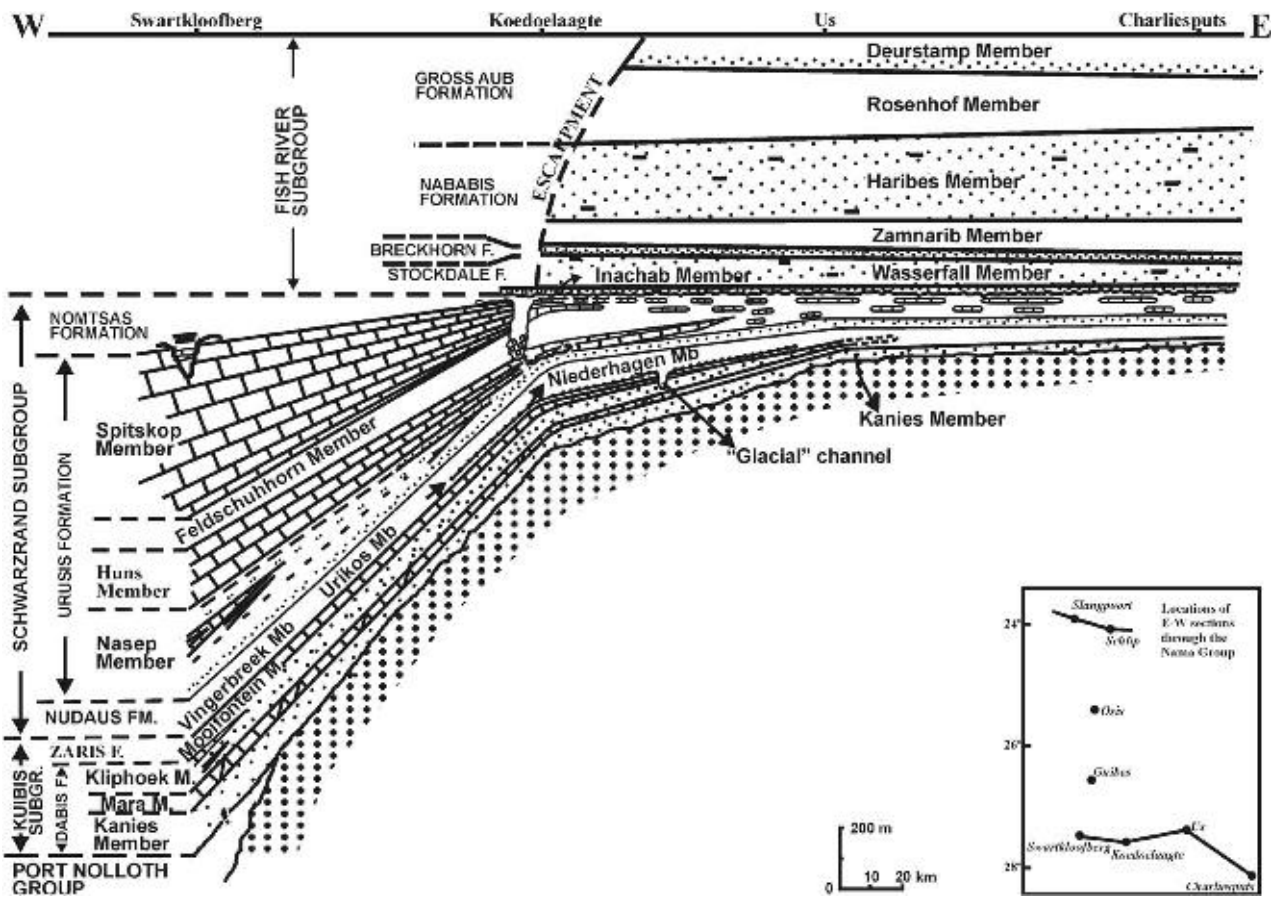 W
Swartkloofberg
Koedoelaagte
Us
Charliesputs
E
Deurstamp Member
GROSS AUB
FORMATION
Rosenhof Member
ESCARPMENT
FISH RIVER
SUBGROUP
NABABIS
FORMATION
Haribes Member
Zamnarib Member
BRECKHORN F.
STOCKDALE F.
Inachab Member
Wasserfall Member
NOMTSAS
FORMATION
Niederhagen Mb
Kanies Member
"Glacial" channel
SCHWARZRAND SUBGROUP
URUSIS FORMATION
Spitskop
Member
Feldschuhhorn Member
Huns
Member
Urikos Mb
Nasep
Member
Vingerbreek Mb
Mooifontein M.
NUDAUS FM.
ZARIS F.
KUIBIS
SUBGR.
DABIS F.
Kliphoek M.
Mara M.
Kanies
Member
PORT NOLLOTH
GROUP
200 m
0
10
20 km
24°
26°
28°
Locations of
E-W sections
through the
Nama Group
Slangpoort
Schlip
Osis
Guibes
Us
Swartkloofberg
Koedoelaagte
Charliesputs